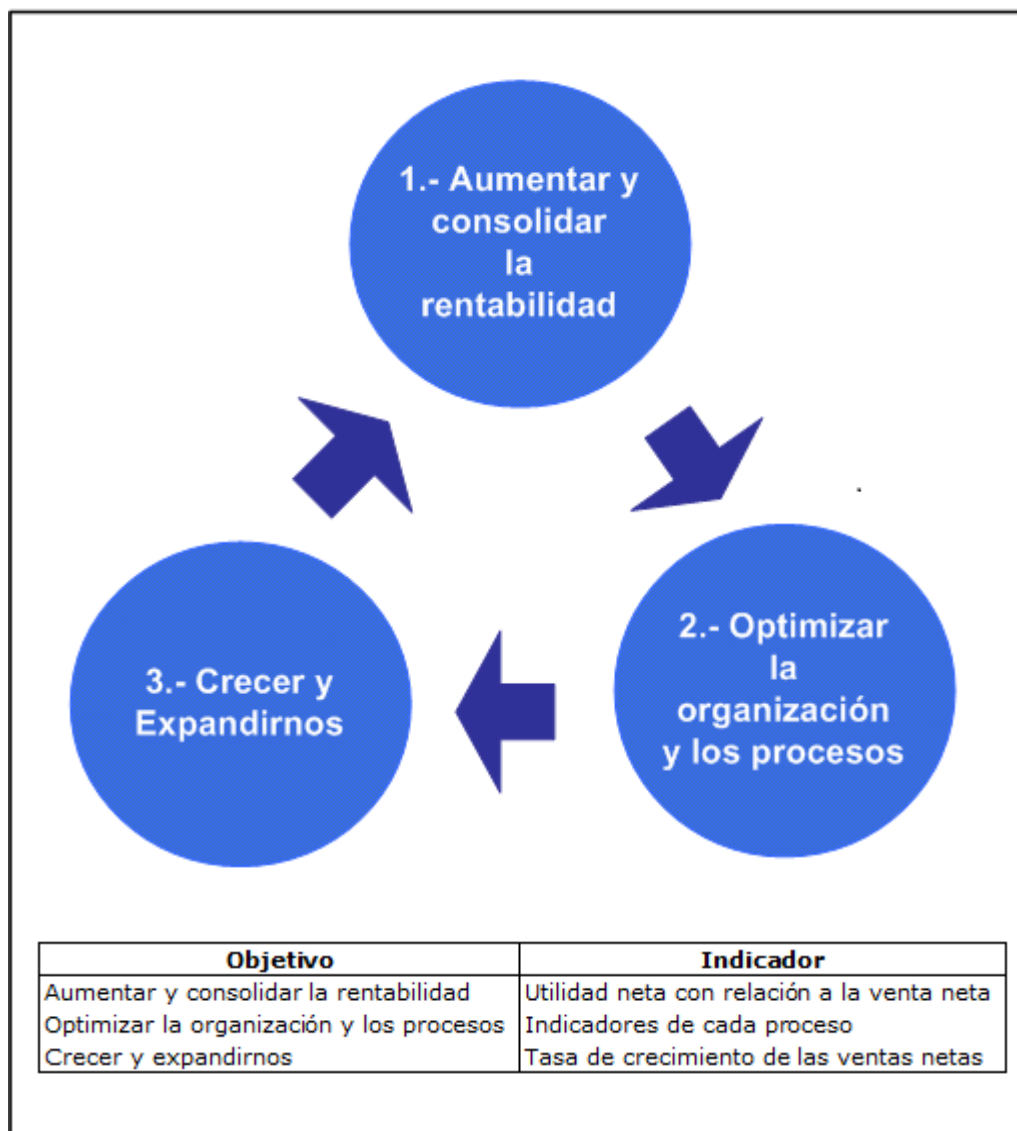 1.- Aumentar y
consolidar
la
rentabilidad
2.- Optimizar
la
organización
y los procesos
3.- Crecer y
Expandirnos
Objetivo Indicador
Aumentar y consolidar la rentabilidad Utilidad neta con relación a la venta neta
Optimizar la organización y los procesos Indicadores de cada proceso
Crecer y expandirnos Tasa de crecimiento de las ventas netas